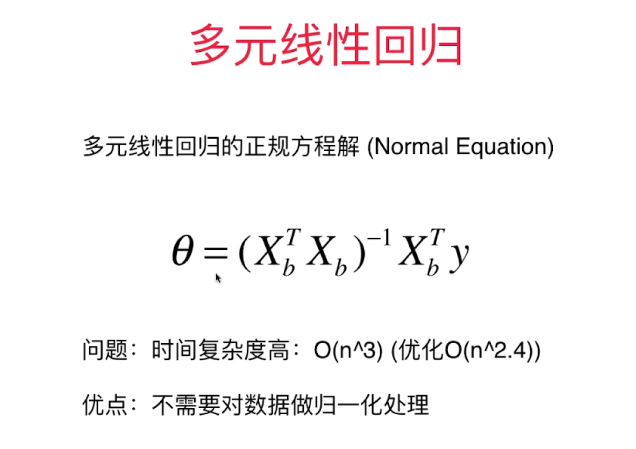 多元线性回归
多元线性回归的正规方程解 (Normal Equation)
θ = (X_b^T X_b)^{-1} X_b^T y
问题：时间复杂度高：O(n^3) (优化O(n^2.4))
优点：不需要对数据做归一化处理